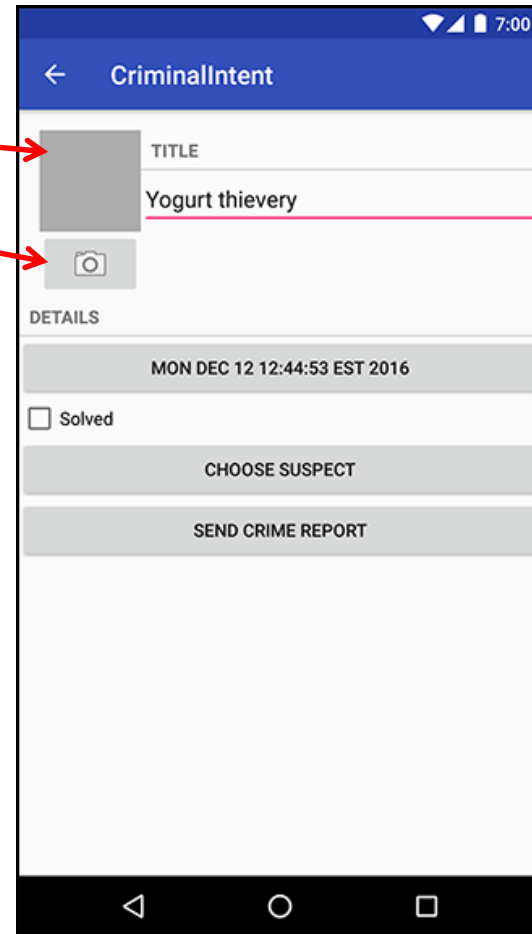 7:00
CriminalIntent
TITLE
Yogurt thievery
DETAILS
MON DEC 12 12:44:53 EST 2016
Solved
CHOOSE SUSPECT
SEND CRIME REPORT